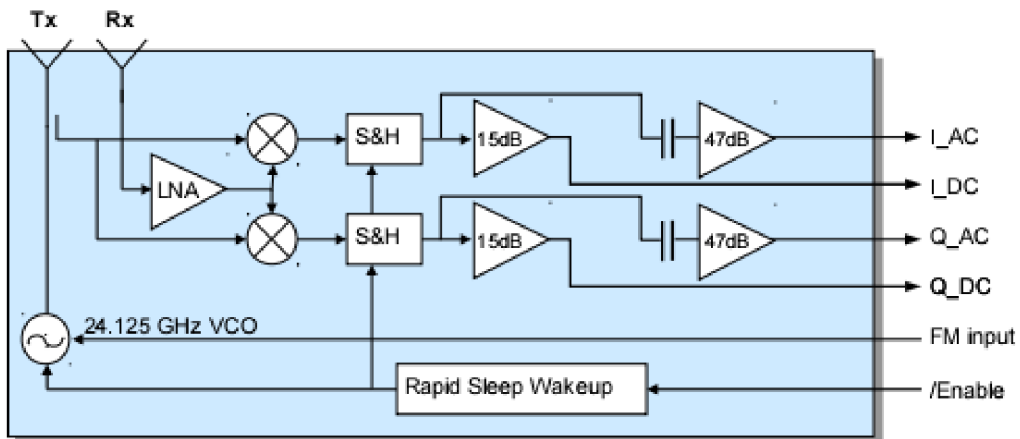 Tx Rx
S&H 15dB 47dB I_AC
LNA I_DC
S&H 15dB 47dB Q_AC
Q_DC
24.125 GHz VCO FM input
Rapid Sleep Wakeup /Enable